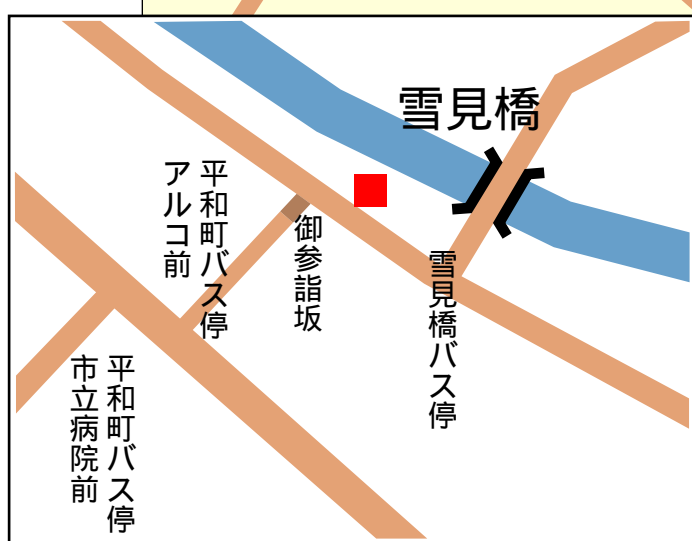 雪見橋
平和町バス停
アルコ前
御参詣坂
雪見橋バス停
平和町バス停
市立病院前